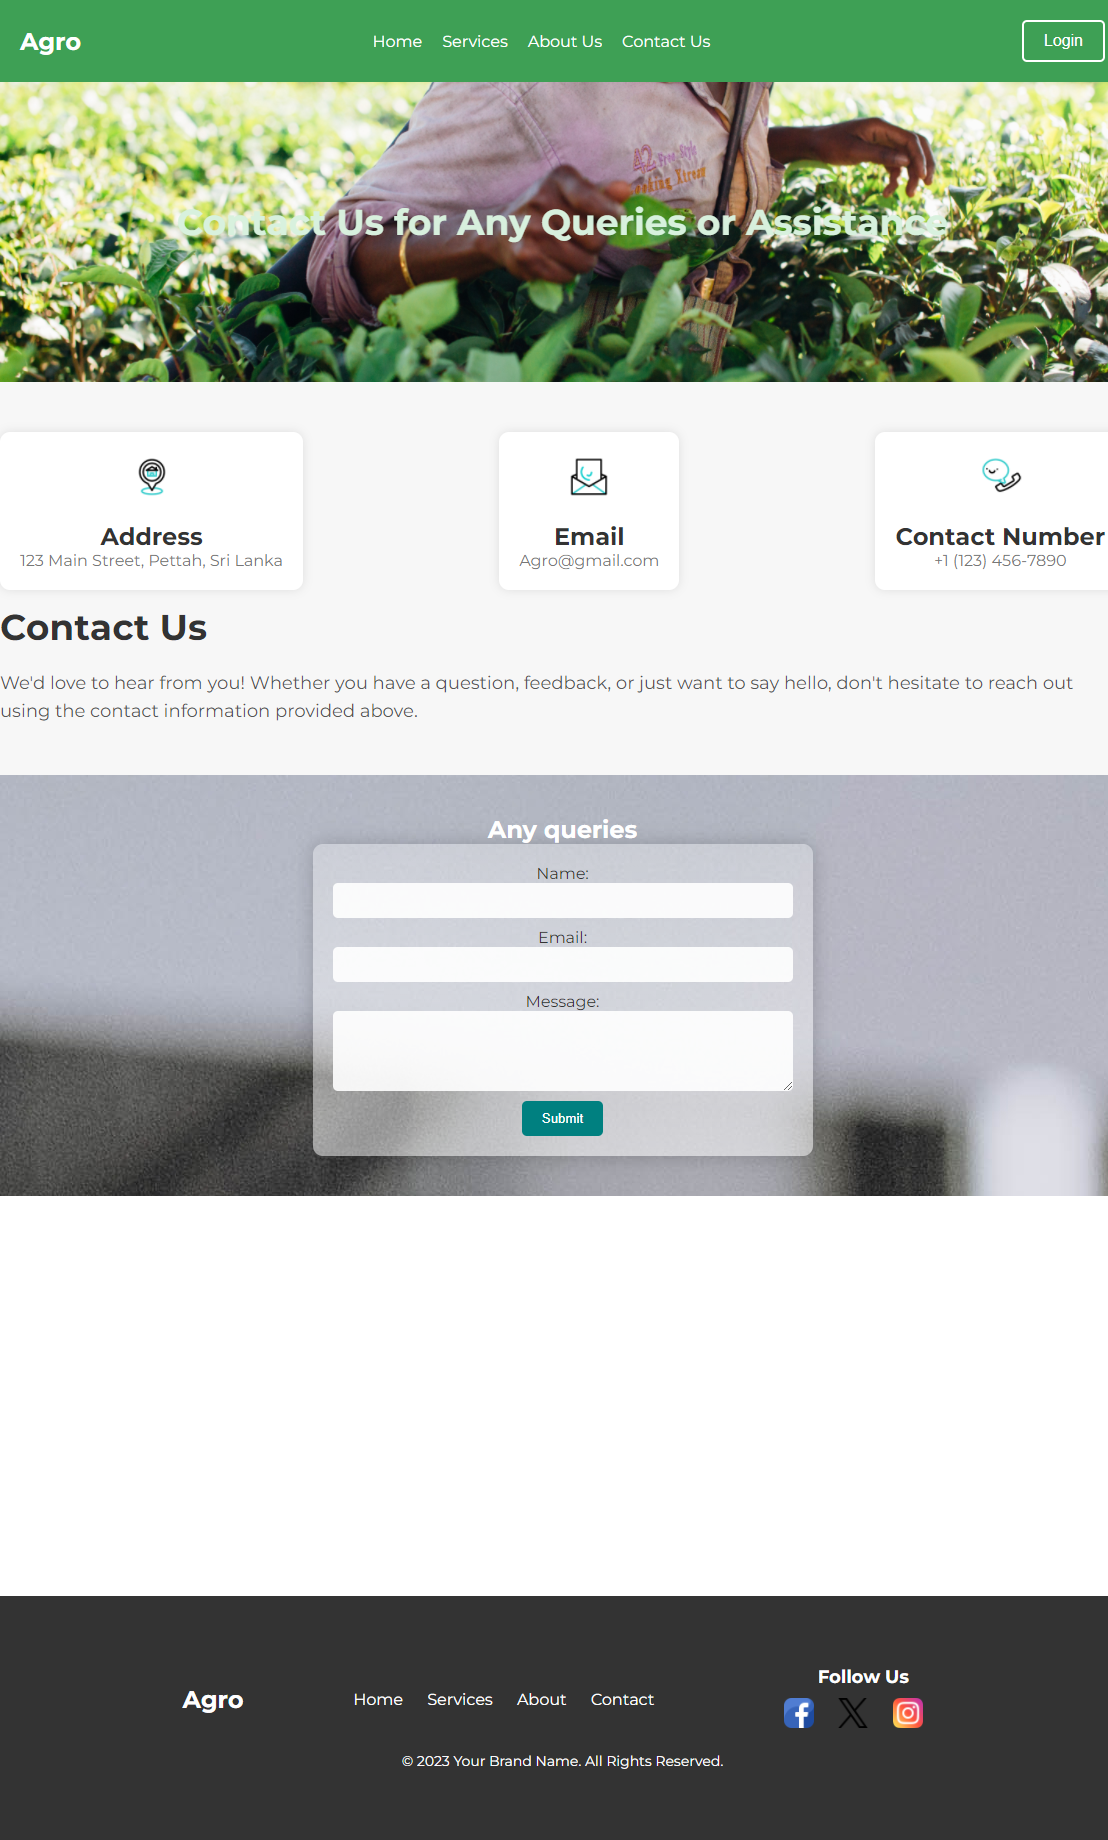 Agro
Home Services About Us Contact Us
Login
Contact Us for Any Queries or Assistance
Address
123 Main Street, Pettah, Sri Lanka
Email
Agro@gmail.com
Contact Number
+1 (123) 456-7890
Contact Us
We'd love to hear from you! Whether you have a question, feedback, or just want to say hello, don't hesitate to reach out
using the contact information provided above.
Any queries
Name:
Email:
Message:
Submit
Agro
Home Services About Contact
Follow Us
© 2023 Your Brand Name. All Rights Reserved.